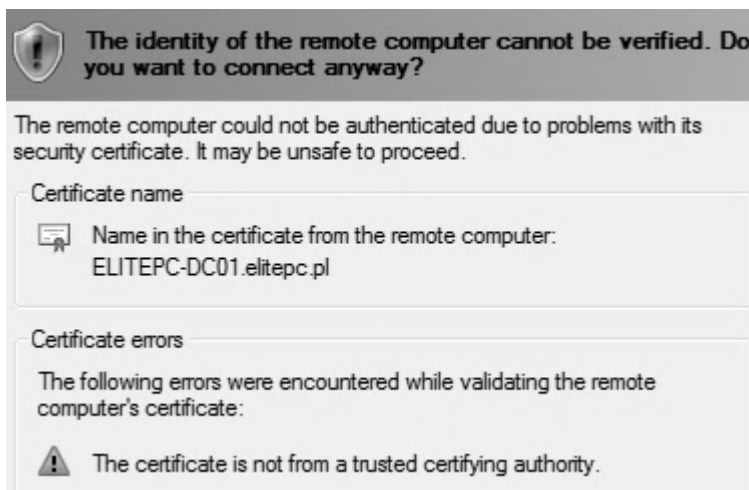 The identity of the remote computer cannot be verified. Do
you want to connect anyway?
The remote computer could not be authenticated due to problems with its
security certificate. It may be unsafe to proceed.
Certificate name
Name in the certificate from the remote computer:
ELITEPC-DC01.elitepc.pl
Certificate errors
The following errors were encountered while validating the remote
computer's certificate:
The certificate is not from a trusted certifying authority.